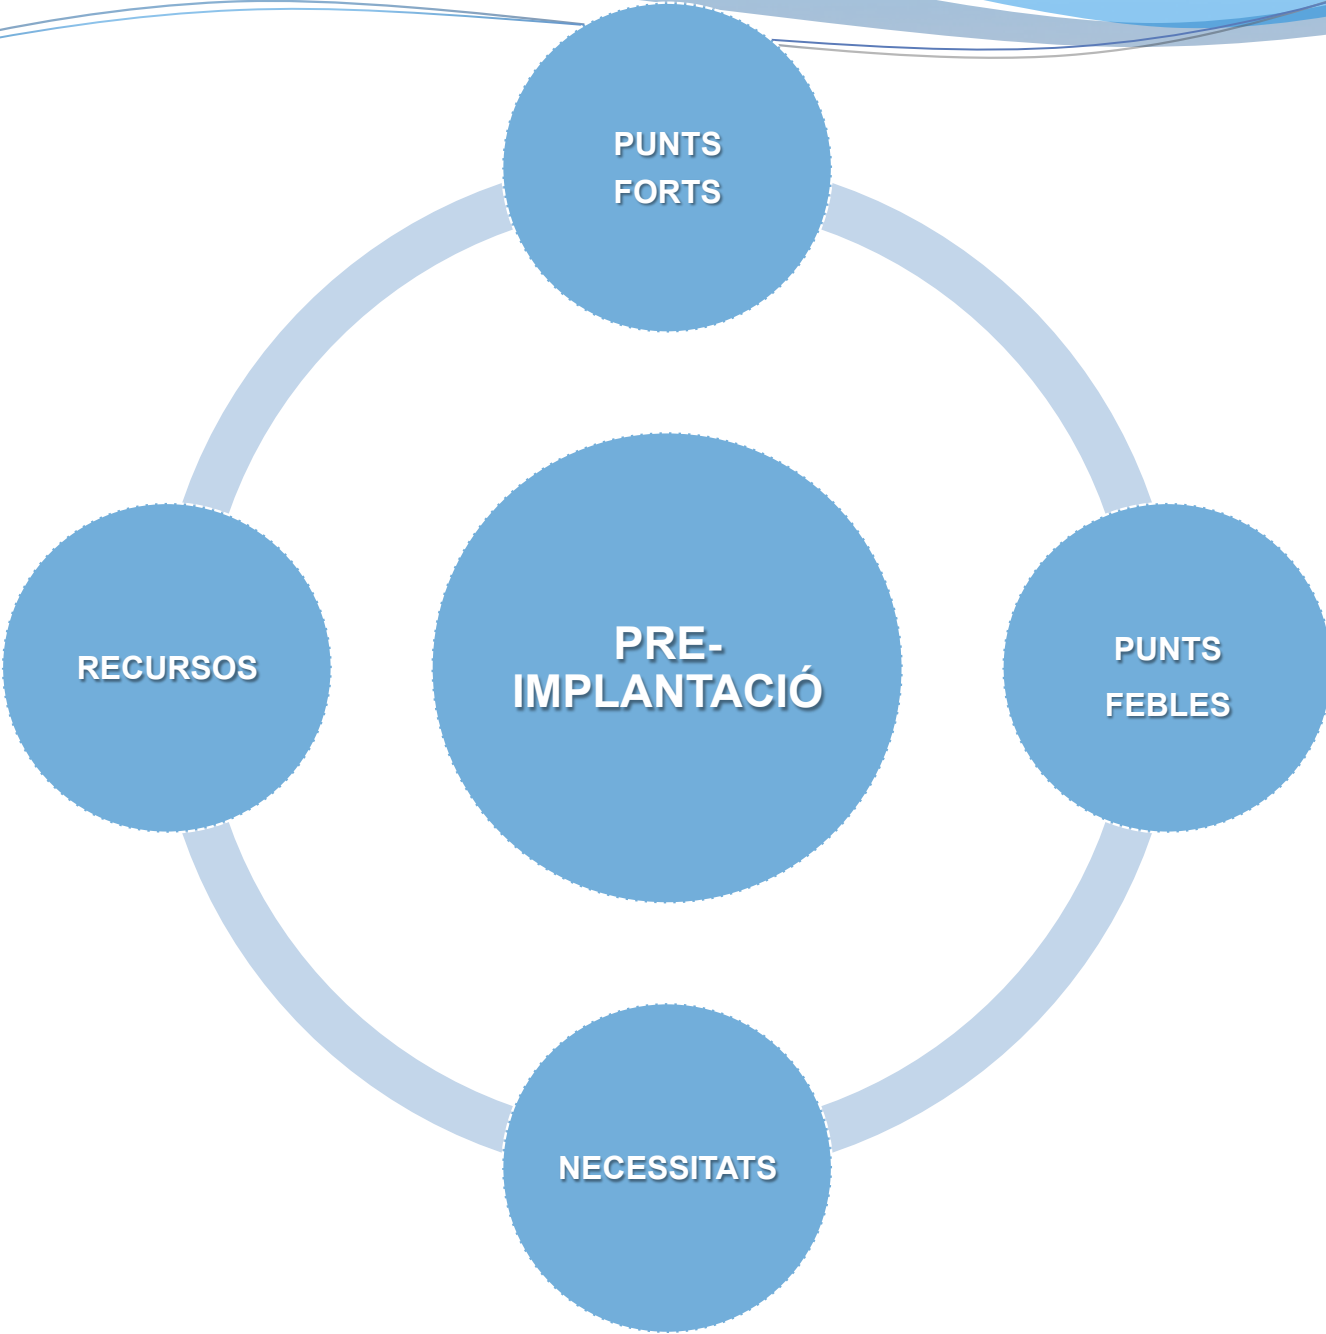 PUNTS
FORTS
PRE-
IMPLANTACIÓ
RECURSOS
PUNTS
FEBLES
NECESSITATS